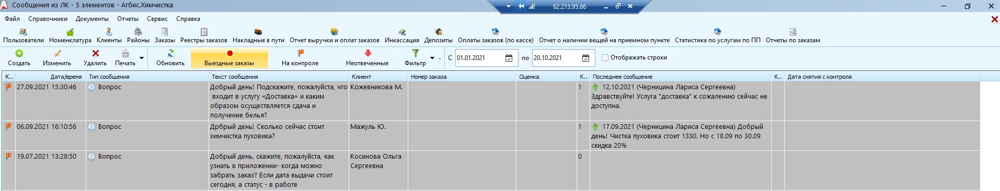 Сообщения из ЛК - 5 элементов - Агбис.Химчистка
62.213.95.66
Файл Справочники Документы Отчеты Сервис Справка
Пользователи Номенклатура Клиенты Районы Заказы Реестры заказов Накладные в пути Отчет выручки и оплат заказов Инкассация Депозиты Оплаты заказов (по кассе) Отчет о наличии вещей на приемном пункте Статистика по услугам по ПП Отчеты по заказам
Создать Изменить Удалить Печать Обновить Выездные заказы На контроле Неотвеченные Фильтр - С 01.01.2021 по 20.10.2021 Отображать строки
К.. Дата/время Тип сообщения Текст сообщения Клиент Номер заказа Оценка К.. Последнее сообщение К.. Дата снятия с контроля
27.09.2021 15:30:46 Вопрос Добрый день! Подскажите, пожалуйста, что Кожевникова М. 1 12.10.2021 (Черницина Лариса Сергеевна)
входит в услугу «Доставка» и каким Здравствуйте! Услуга "доставка" к сожалению сейчас не
образом осуществляется сдача и доступна.
получение белья?
06.09.2021 16:10:56 Вопрос Дрбрый день! Сколько сейчас стоит Мажуль Ю. 1 17.09.2021 (Черницина Лариса Сергеевна) Добрый
химчистка пуховика? день! Чистка пуховика стоит 1330. Но с 18.09 по 30.09
скидка 20%
19.07.2021 13:28:50 Вопрос Добрый день, скажите, пожалуйста, как Косинова Ольга 0
узнать в приложении- когда можно Сергеевна
забрать заказ? Если дата выдачи стоит
сегодня, а статус - в работе